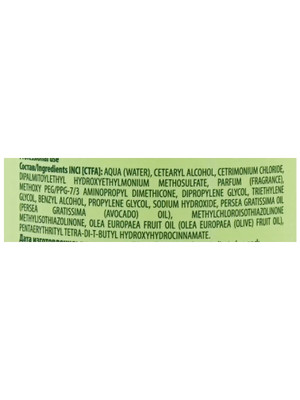 Professional use
Состав/Ingredients INCI [CTFA]: AQUA (WATER), CETEARYL ALCOHOL, CETRIMONIUM CHLORIDE,
DIPALMITOYLETHYL HYDROXYETHYLMONIUM METHOSULFATE, PARFUM (FRAGRANCE),
METHOXY PEG/PPG-7/3 AMINOPROPYL DIMETHICONE, DIPROPYLENE GLYCOL, TRIETHYLENE
GLYCOL, BENZYL ALCOHOL, PROPYLENE GLYCOL, SODIUM HYDROXIDE, PERSEA GRATISSIMA OIL
(PERSEA GRATISSIMA (AVOCADO) OIL), METHYLCHLOROISOTHIAZOLINONE
METHYLISOTHIAZOLINONE, OLEA EUROPAEA FRUIT OIL (OLEA EUROPAEA (OLIVE) FRUIT OIL),
PENTAERYTHRITYL TETRA-DI-T-BUTYL HYDROXYHYDROCINNAMATE.
Дата изготовления